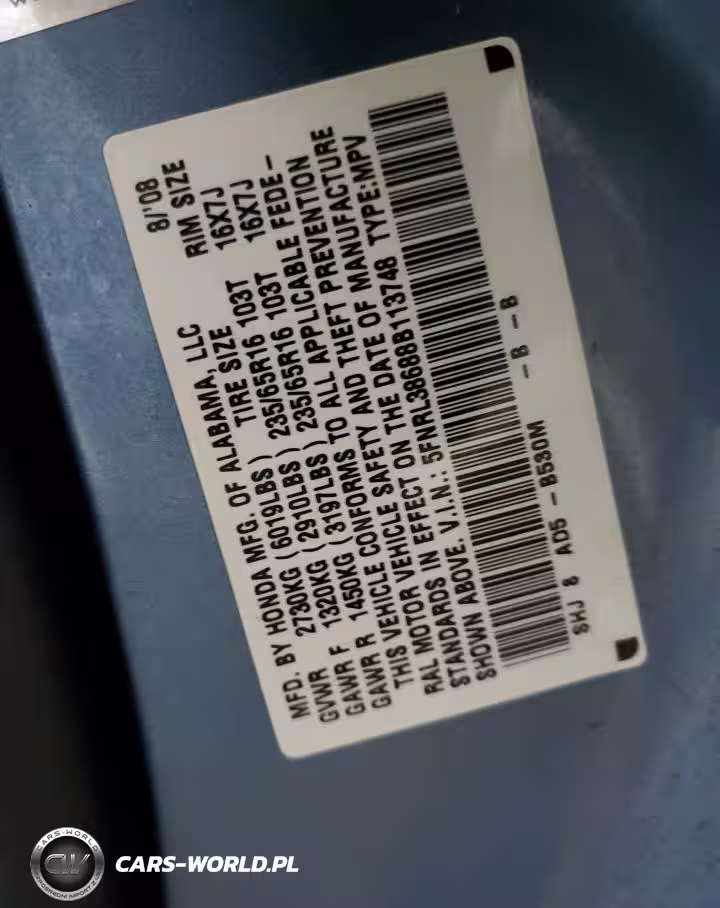 MFD. BY HONDA MFG. OF ALABAMA, LLC 8/'08
GVWR 2730KG (6019LBS) TIRE SIZE RIM SIZE
GAWR F 1320KG (2910LBS) 235/65R16 103T 16X7J
GAWR R 1450KG (3197LBS) 235/65R16 103T 16X7J
THIS VEHICLE CONFORMS TO ALL APPLICABLE FEDE-
RAL MOTOR VEHICLE SAFETY AND THEFT PREVENTION
STANDARDS IN EFFECT ON THE DATE OF MANUFACTURE
SHOWN ABOVE. V.I.N.: 5FNRL38688B113748 TYPE:MPV
SHJ 8 AD5 - B530M - B - B
CARS-WORLD
CW
CARS-WORLD.PL